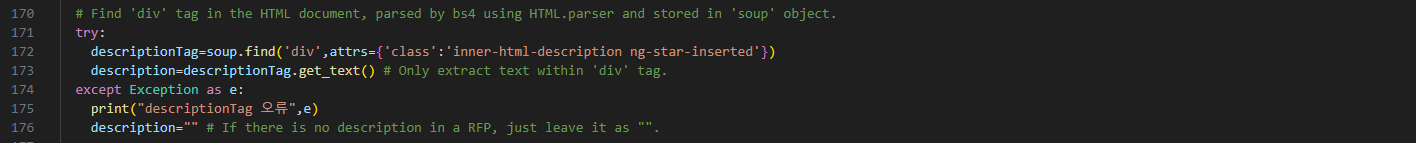 170 # Find 'div' tag in the HTML document, parsed by bs4 using HTML.parser and stored in 'soup' object.
171 try:
172 descriptionTag=soup.find('div',attrs={'class':'inner-html-description ng-star-inserted'})
173 description=descriptionTag.get_text() # Only extract text within 'div' tag.
174 except Exception as e:
175 print("descriptionTag 오류",e)
176 description="" # If there is no description in a RFP, just leave it as "".